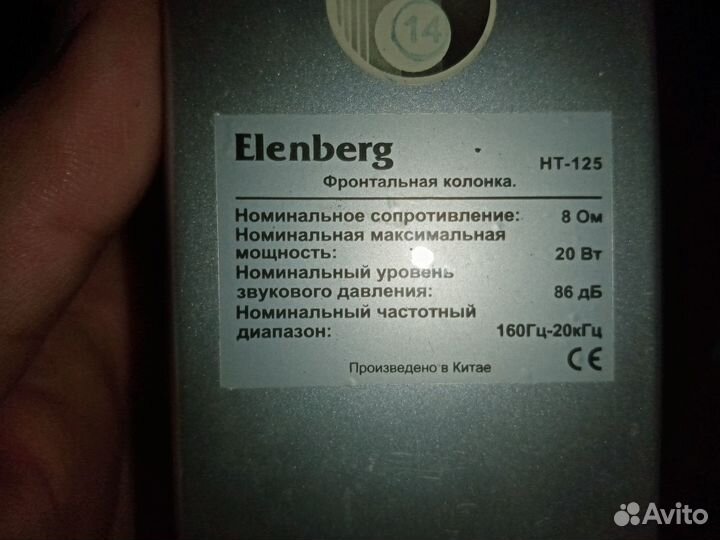 14
Elenberg
HT-125
Фронтальная колонка.
Номинальное сопротивление: 8 Ом
Номинальная максимальная
мощность: 20 Вт
Номинальный уровень
звукового давления: 86 дБ
Номинальный частотный
диапазон: 160Гц-20кГц
Произведено в Китае CE
Avito